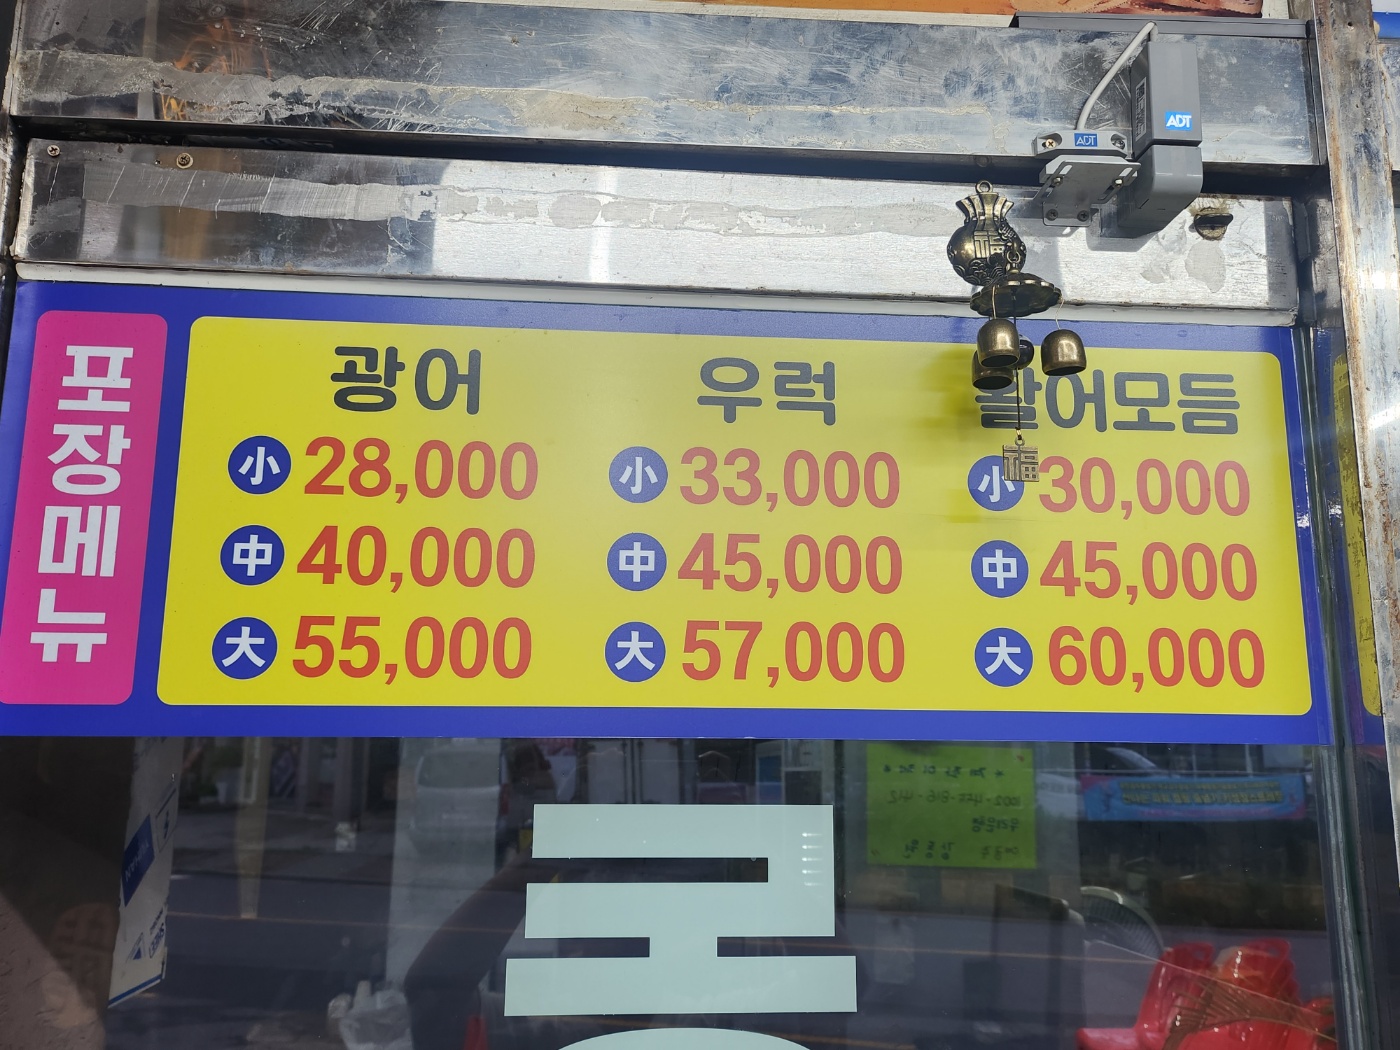 ADT
ADT
福
포장메뉴
광어
小 28,000
中 40,000
大 55,000
우럭
小 33,000
中 45,000
大 57,000
활어모듬
小 30,000
中 45,000
大 60,000
福